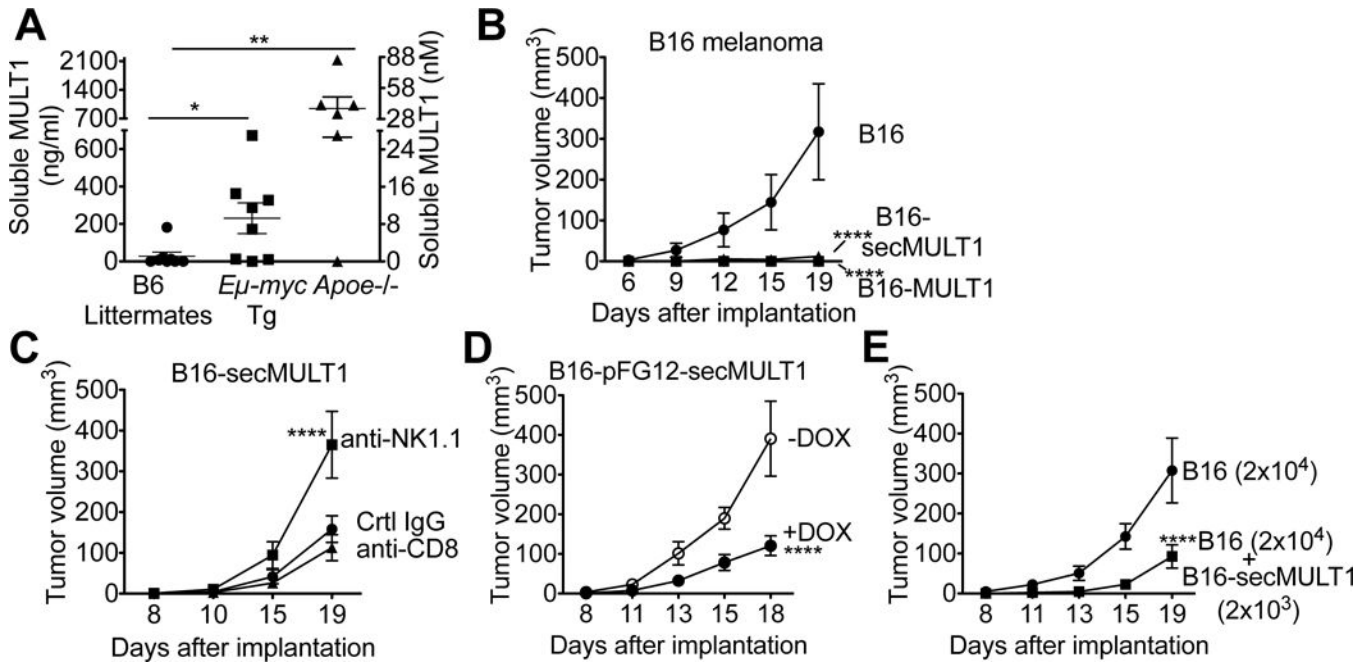 A
Soluble MULT1
(ng/ml)
2100
1400
700
600
400
200
0
**
*
88
58
28
24
16
8
0
Soluble MULT1 (nM)
B6
Littermates
Eμ-myc
Tg
Apoe-/-
B
B16 melanoma
Tumor volume (mm³)
500
400
300
200
100
0
6 9 12 15 19
Days after implantation
B16
B16-
****secMULT1
****
B16-MULT1
C
B16-secMULT1
Tumor volume (mm³)
500
400
300
200
100
0
8 10 15 19
Days after implantation
****
anti-NK1.1
Crtl IgG
anti-CD8
D
B16-pFG12-secMULT1
Tumor volume (mm³)
500
400
300
200
100
0
8 11 13 15 18
Days after implantation
-DOX
+DOX
****
E
Tumor volume (mm³)
500
400
300
200
100
0
8 11 13 15 19
Days after implantation
B16 (2x10⁴)
****B16 (2x10⁴)
+
B16-secMULT1
(2x10³)